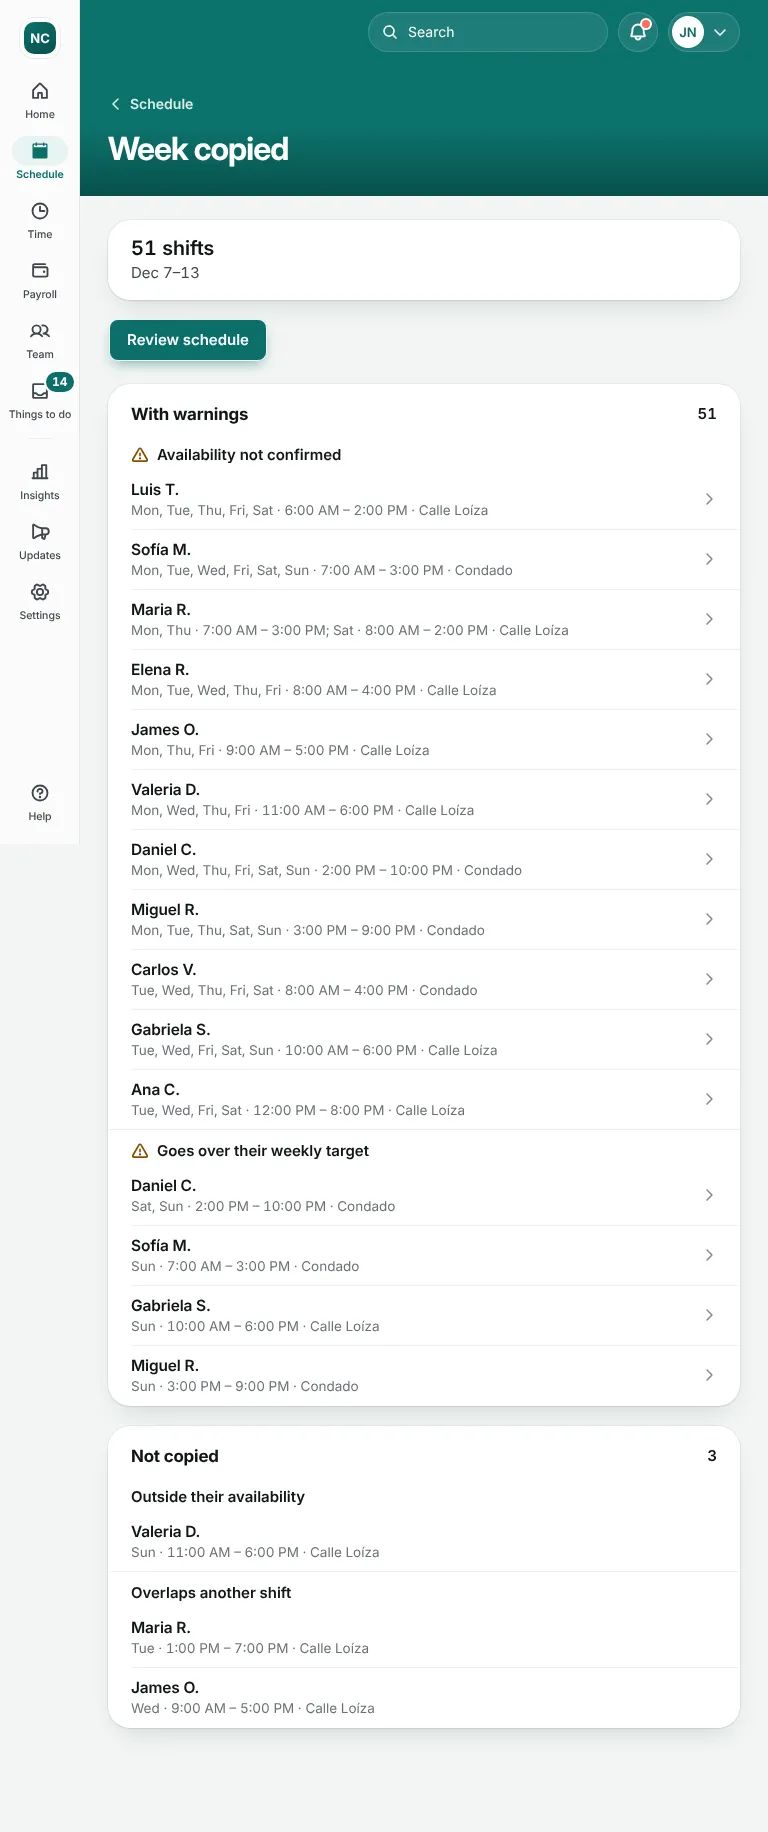 NC
Home
Schedule
Time
Payroll
Team
14
Things to do
Insights
Updates
Settings
Help
Search
JN
Schedule
Week copied
51 shifts
Dec 7–13
Review schedule
With warnings 51
Availability not confirmed
Luis T.
Mon, Tue, Thu, Fri, Sat · 6:00 AM – 2:00 PM · Calle Loíza
Sofía M.
Mon, Tue, Wed, Fri, Sat, Sun · 7:00 AM – 3:00 PM · Condado
Maria R.
Mon, Thu · 7:00 AM – 3:00 PM; Sat · 8:00 AM – 2:00 PM · Calle Loíza
Elena R.
Mon, Tue, Wed, Thu, Fri · 8:00 AM – 4:00 PM · Calle Loíza
James O.
Mon, Thu, Fri · 9:00 AM – 5:00 PM · Calle Loíza
Valeria D.
Mon, Wed, Thu, Fri · 11:00 AM – 6:00 PM · Calle Loíza
Daniel C.
Mon, Wed, Thu, Fri, Sat, Sun · 2:00 PM – 10:00 PM · Condado
Miguel R.
Mon, Tue, Thu, Sat, Sun · 3:00 PM – 9:00 PM · Condado
Carlos V.
Tue, Wed, Thu, Fri, Sat · 8:00 AM – 4:00 PM · Condado
Gabriela S.
Tue, Wed, Fri, Sat, Sun · 10:00 AM – 6:00 PM · Calle Loíza
Ana C.
Tue, Wed, Fri, Sat · 12:00 PM – 8:00 PM · Calle Loíza
Goes over their weekly target
Daniel C.
Sat, Sun · 2:00 PM – 10:00 PM · Condado
Sofía M.
Sun · 7:00 AM – 3:00 PM · Condado
Gabriela S.
Sun · 10:00 AM – 6:00 PM · Calle Loíza
Miguel R.
Sun · 3:00 PM – 9:00 PM · Condado
Not copied 3
Outside their availability
Valeria D.
Sun · 11:00 AM – 6:00 PM · Calle Loíza
Overlaps another shift
Maria R.
Tue · 1:00 PM – 7:00 PM · Calle Loíza
James O.
Wed · 9:00 AM – 5:00 PM · Calle Loíza